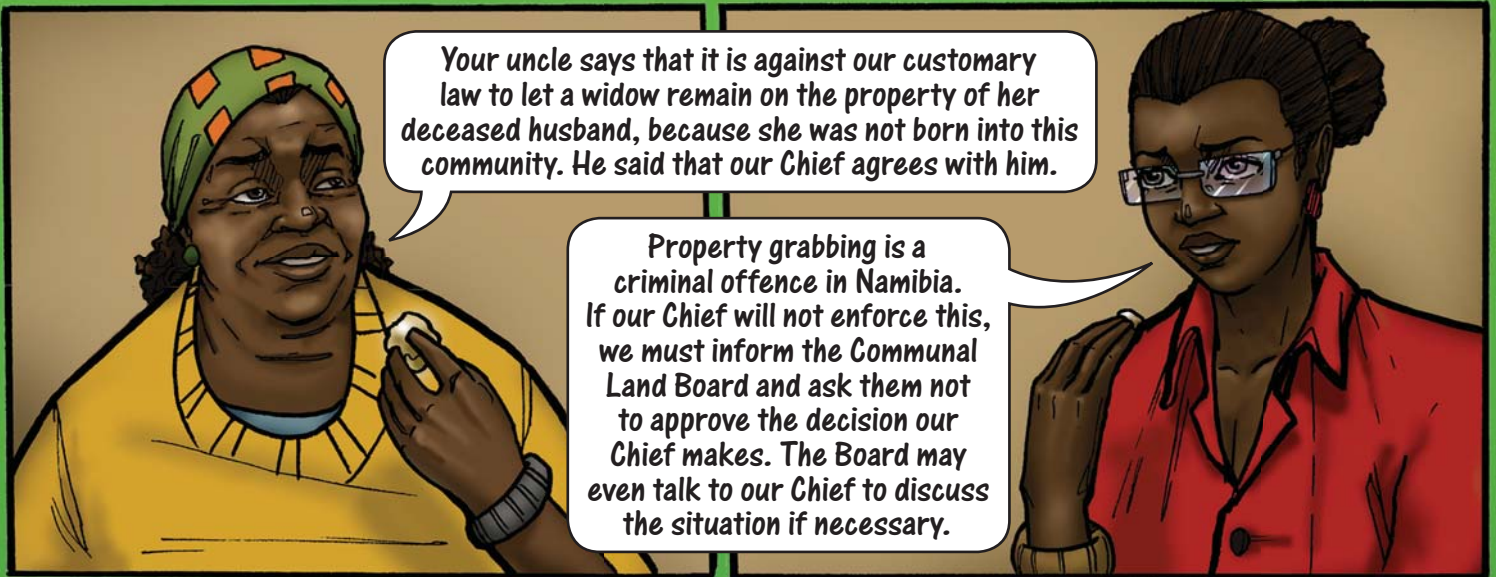 Your uncle says that it is against our customary
law to let a widow remain on the property of her
deceased husband, because she was not born into this
community. He said that our Chief agrees with him.
Property grabbing is a
criminal offence in Namibia.
If our Chief will not enforce this,
we must inform the Communal
Land Board and ask them not
to approve the decision our
Chief makes. The Board may
even talk to our Chief to discuss
the situation if necessary.